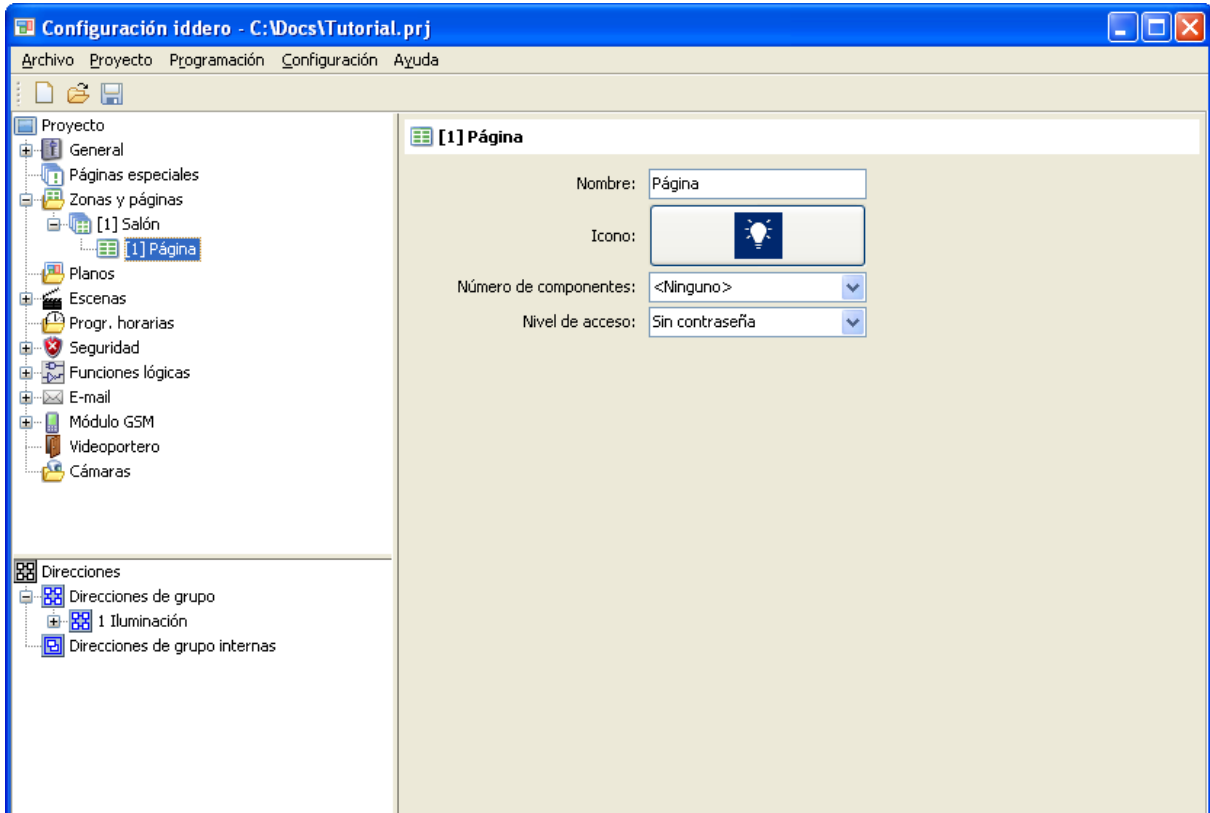 Configuración iddero - C:\Docs\Tutorial.prj
Archivo Proyecto Programación Configuración Ayuda
Proyecto
General
Páginas especiales
Zonas y páginas
[1] Salón
[1] Página
Planos
Escenas
Progr. horarias
Seguridad
Funciones lógicas
E-mail
Módulo GSM
Videoportero
Cámaras
Direcciones
Direcciones de grupo
1 Iluminación
Direcciones de grupo internas
[1] Página
Nombre: Página
Icono:
Número de componentes: <Ninguno>
Nivel de acceso: Sin contraseña